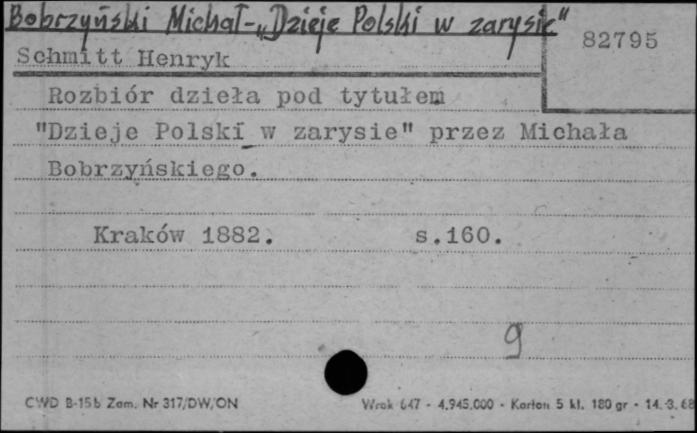 Bobrzyński Michał - „Dzieje Polski w zarysie"
82795
Schmitt Henryk
Rozbiór dzieła pod tytułem
"Dzieje Polski w zarysie" przez Michała
Bobrzyńskiego.
Kraków 1882. s.160.
9
CWD B-15b Zam. Nr 317/DW/ON Wrok 647 - 4.945.000 - Karton 5 kl. 180 gr - 14.3.68